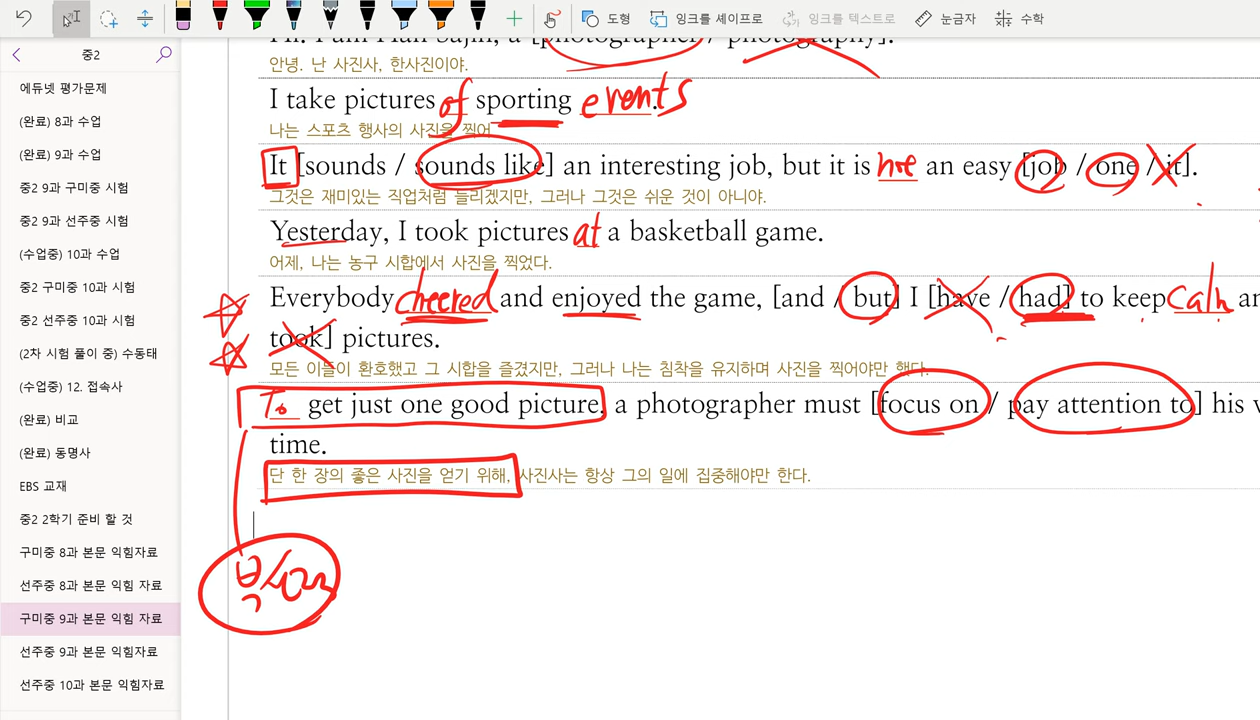 도형
잉크를 셰이프로
잉크를 텍스트로
눈금자
수학
중2
에듀넷 평가문제
(완료) 8과 수업
(완료) 9과 수업
중2 9과 구미중 시험
중2 9과 선주중 시험
(수업중) 10과 수업
중2 구미중 10과 시험
중2 선주중 10과 시험
(2차 시험 풀이 중) 수동태
(수업중) 12. 접속사
(완료) 비교
(완료) 동명사
EBS 교재
중2 2학기 준비 할 것
구미중 8과 본문 익힘자료
선주중 8과 본문 익힘 자료
구미중 9과 본문 익힘 자료
선주중 9과 본문 익힘자료
선주중 10과 본문 익힘자료
Hi. I am Han Sajin, a [photographer / photography].
안녕. 난 사진사, 한사진이야.
I take pictures of sporting events.
나는 스포츠 행사의 사진을 찍어
It [sounds / sounds like] an interesting job, but it is not an easy [job / one / it].
그것은 재미있는 직업처럼 들리겠지만, 그러나 그것은 쉬운 것이 아니야.
Yesterday, I took pictures at a basketball game.
어제, 나는 농구 시합에서 사진을 찍었다.
Everybody cheered and enjoyed the game, [and / but] I [have / had] to keep calm
took] pictures.
모든 이들이 환호했고 그 시합을 즐겼지만, 그러나 나는 침착을 유지하며 사진을 찍어야만 했다.
To get just one good picture, a photographer must [focus on / pay attention to] his
time.
단 한 장의 좋은 사진을 얻기 위해, 사진사는 항상 그의 일에 집중해야만 한다.